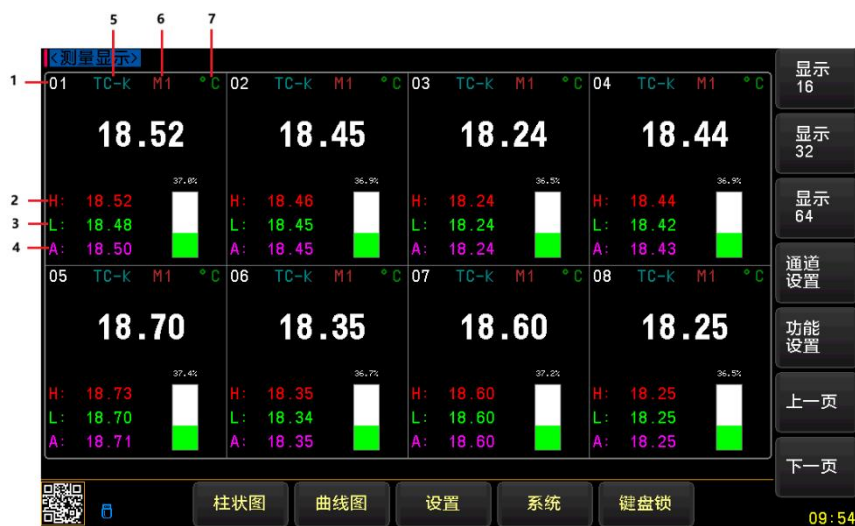 5 6 7
<测量显示>
1 01 TC-k M1 °C 02 TC-k M1 °C 03 TC-k M1 °C 04 TC-k M1 °C
18.52 18.45 18.24 18.44
37.0% 36.9% 36.5% 36.9%
2 H: 18.52 H: 18.46 H: 18.24 H: 18.44
3 L: 18.48 L: 18.45 L: 18.24 L: 18.42
4 A: 18.50 A: 18.45 A: 18.24 A: 18.43
05 TC-k M1 °C 06 TC-k M1 °C 07 TC-k M1 °C 08 TC-k M1 °C
18.70 18.35 18.60 18.25
37.4% 36.7% 37.2% 36.5%
H: 18.73 H: 18.35 H: 18.60 H: 18.25
L: 18.70 L: 18.34 L: 18.60 L: 18.25
A: 18.71 A: 18.35 A: 18.60 A: 18.25
显示
16
显示
32
显示
64
通道
设置
功能
设置
上一页
下一页
柱状图 曲线图 设置 系统 键盘锁
09:54